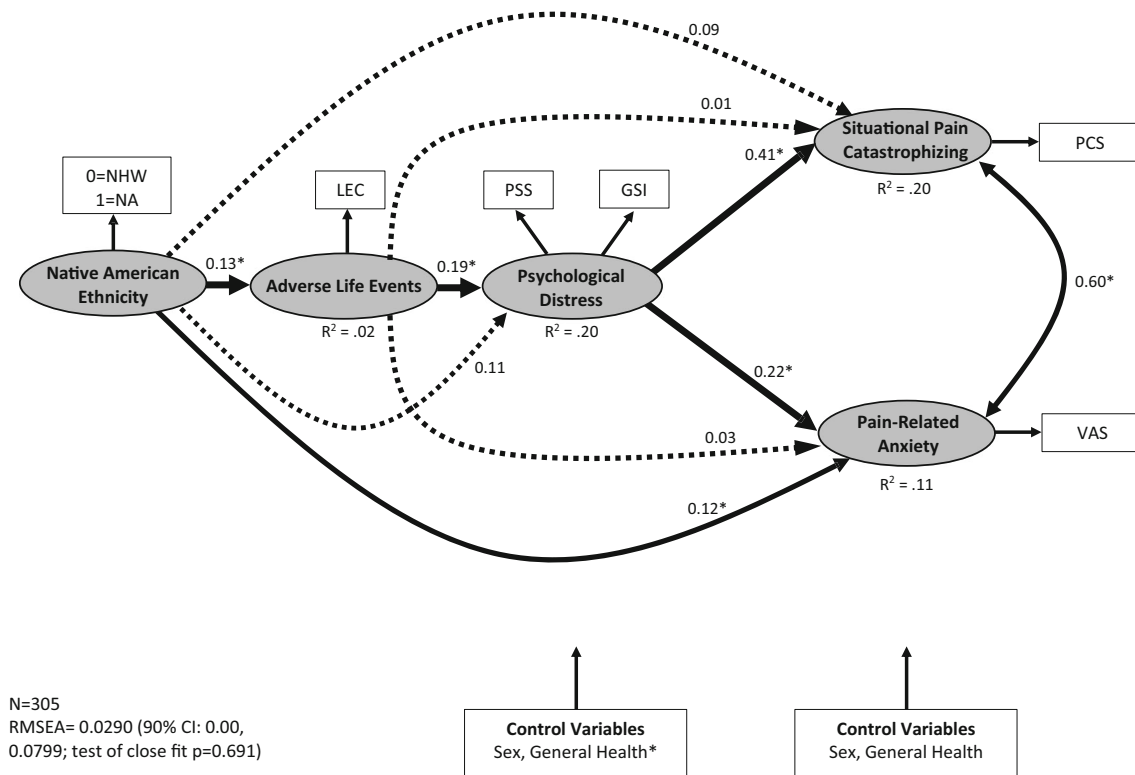 0.09
0.01
Situational Pain
Catastrophizing
PCS
0.41*
R² = .20
0=NHW
1=NA
LEC
PSS
GSI
Native American
Ethnicity
0.13*
Adverse Life Events
0.19*
Psychological
Distress
0.60*
R² = .02
R² = .20
0.11
0.22*
0.03
Pain-Related
Anxiety
VAS
R² = .11
0.12*
N=305
RMSEA= 0.0290 (90% CI: 0.00,
0.0799; test of close fit p=0.691)
Control Variables
Sex, General Health*
Control Variables
Sex, General Health